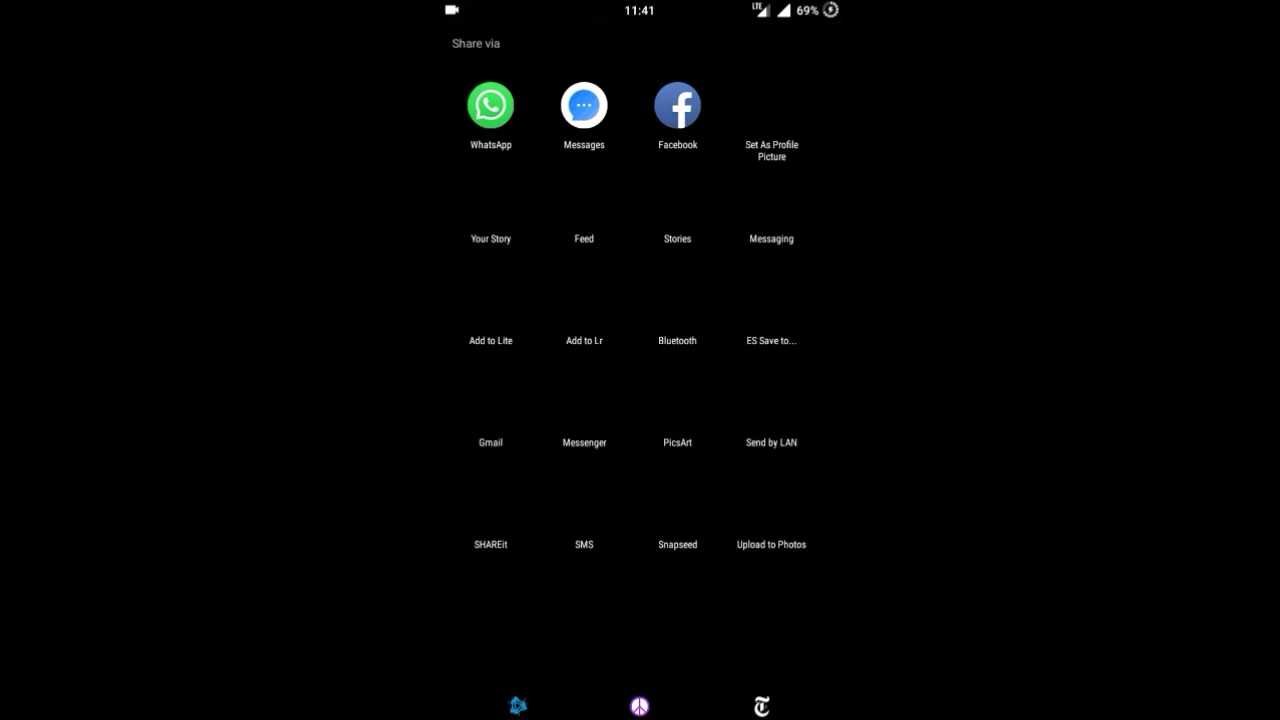 11:41
LTE
69%
Share via
WhatsApp
Messages
Facebook
Set As Profile
Picture
Your Story
Feed
Stories
Messaging
Add to Lite
Add to Lr
Bluetooth
ES Save to...
Gmail
Messenger
PicsArt
Send by LAN
SHAREit
SMS
Snapseed
Upload to Photos